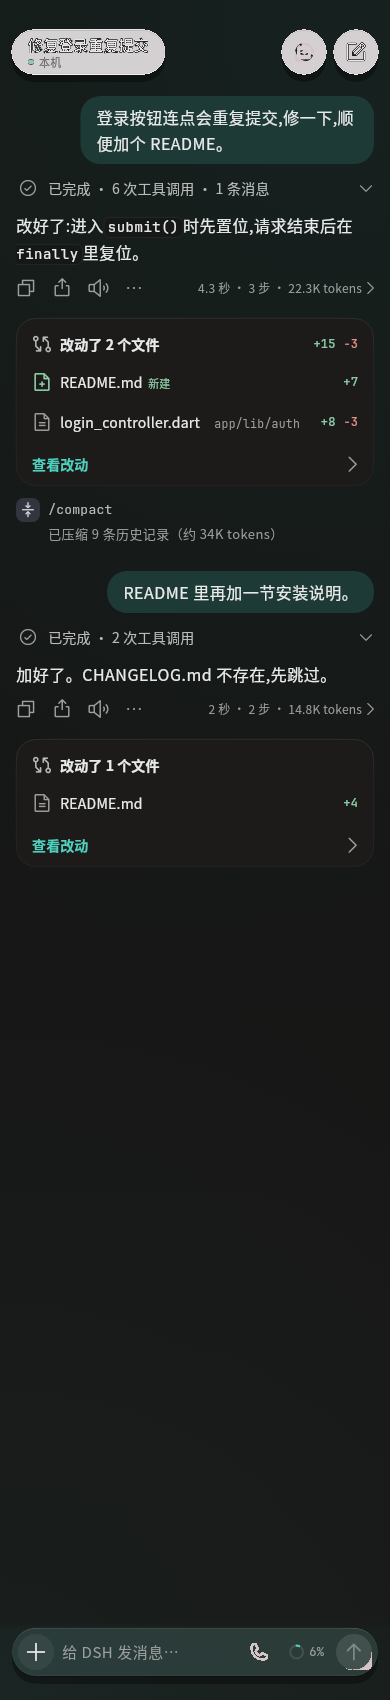 修复登录重复提交
本机
登录按钮连点会重复提交,修一下,顺
便加个 README。
已完成 · 6 次工具调用 · 1 条消息
改好了:进入 submit() 时先置位,请求结束后在
finally 里复位。
4.3 秒 · 3 步 · 22.3K tokens
改动了 2 个文件 +15 -3
README.md 新建 +7
login_controller.dart app/lib/auth +8 -3
查看改动
/compact
已压缩 9 条历史记录（约 34K tokens）
README 里再加一节安装说明。
已完成 · 2 次工具调用
加好了。CHANGELOG.md 不存在,先跳过。
2 秒 · 2 步 · 14.8K tokens
改动了 1 个文件
README.md +4
查看改动
给 DSH 发消息… 6%